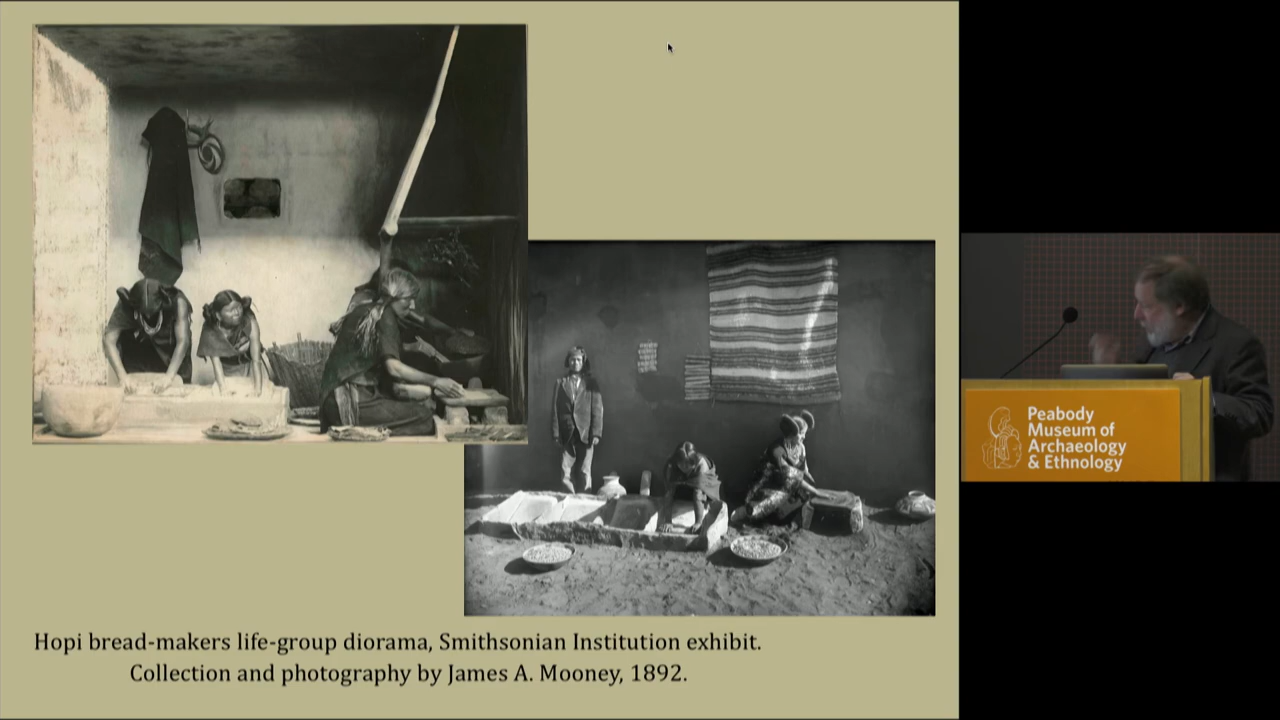 Hopi bread-makers life-group diorama, Smithsonian Institution exhibit.
Collection and photography by James A. Mooney, 1892.
Peabody
Museum of
Archaeology
& Ethnology